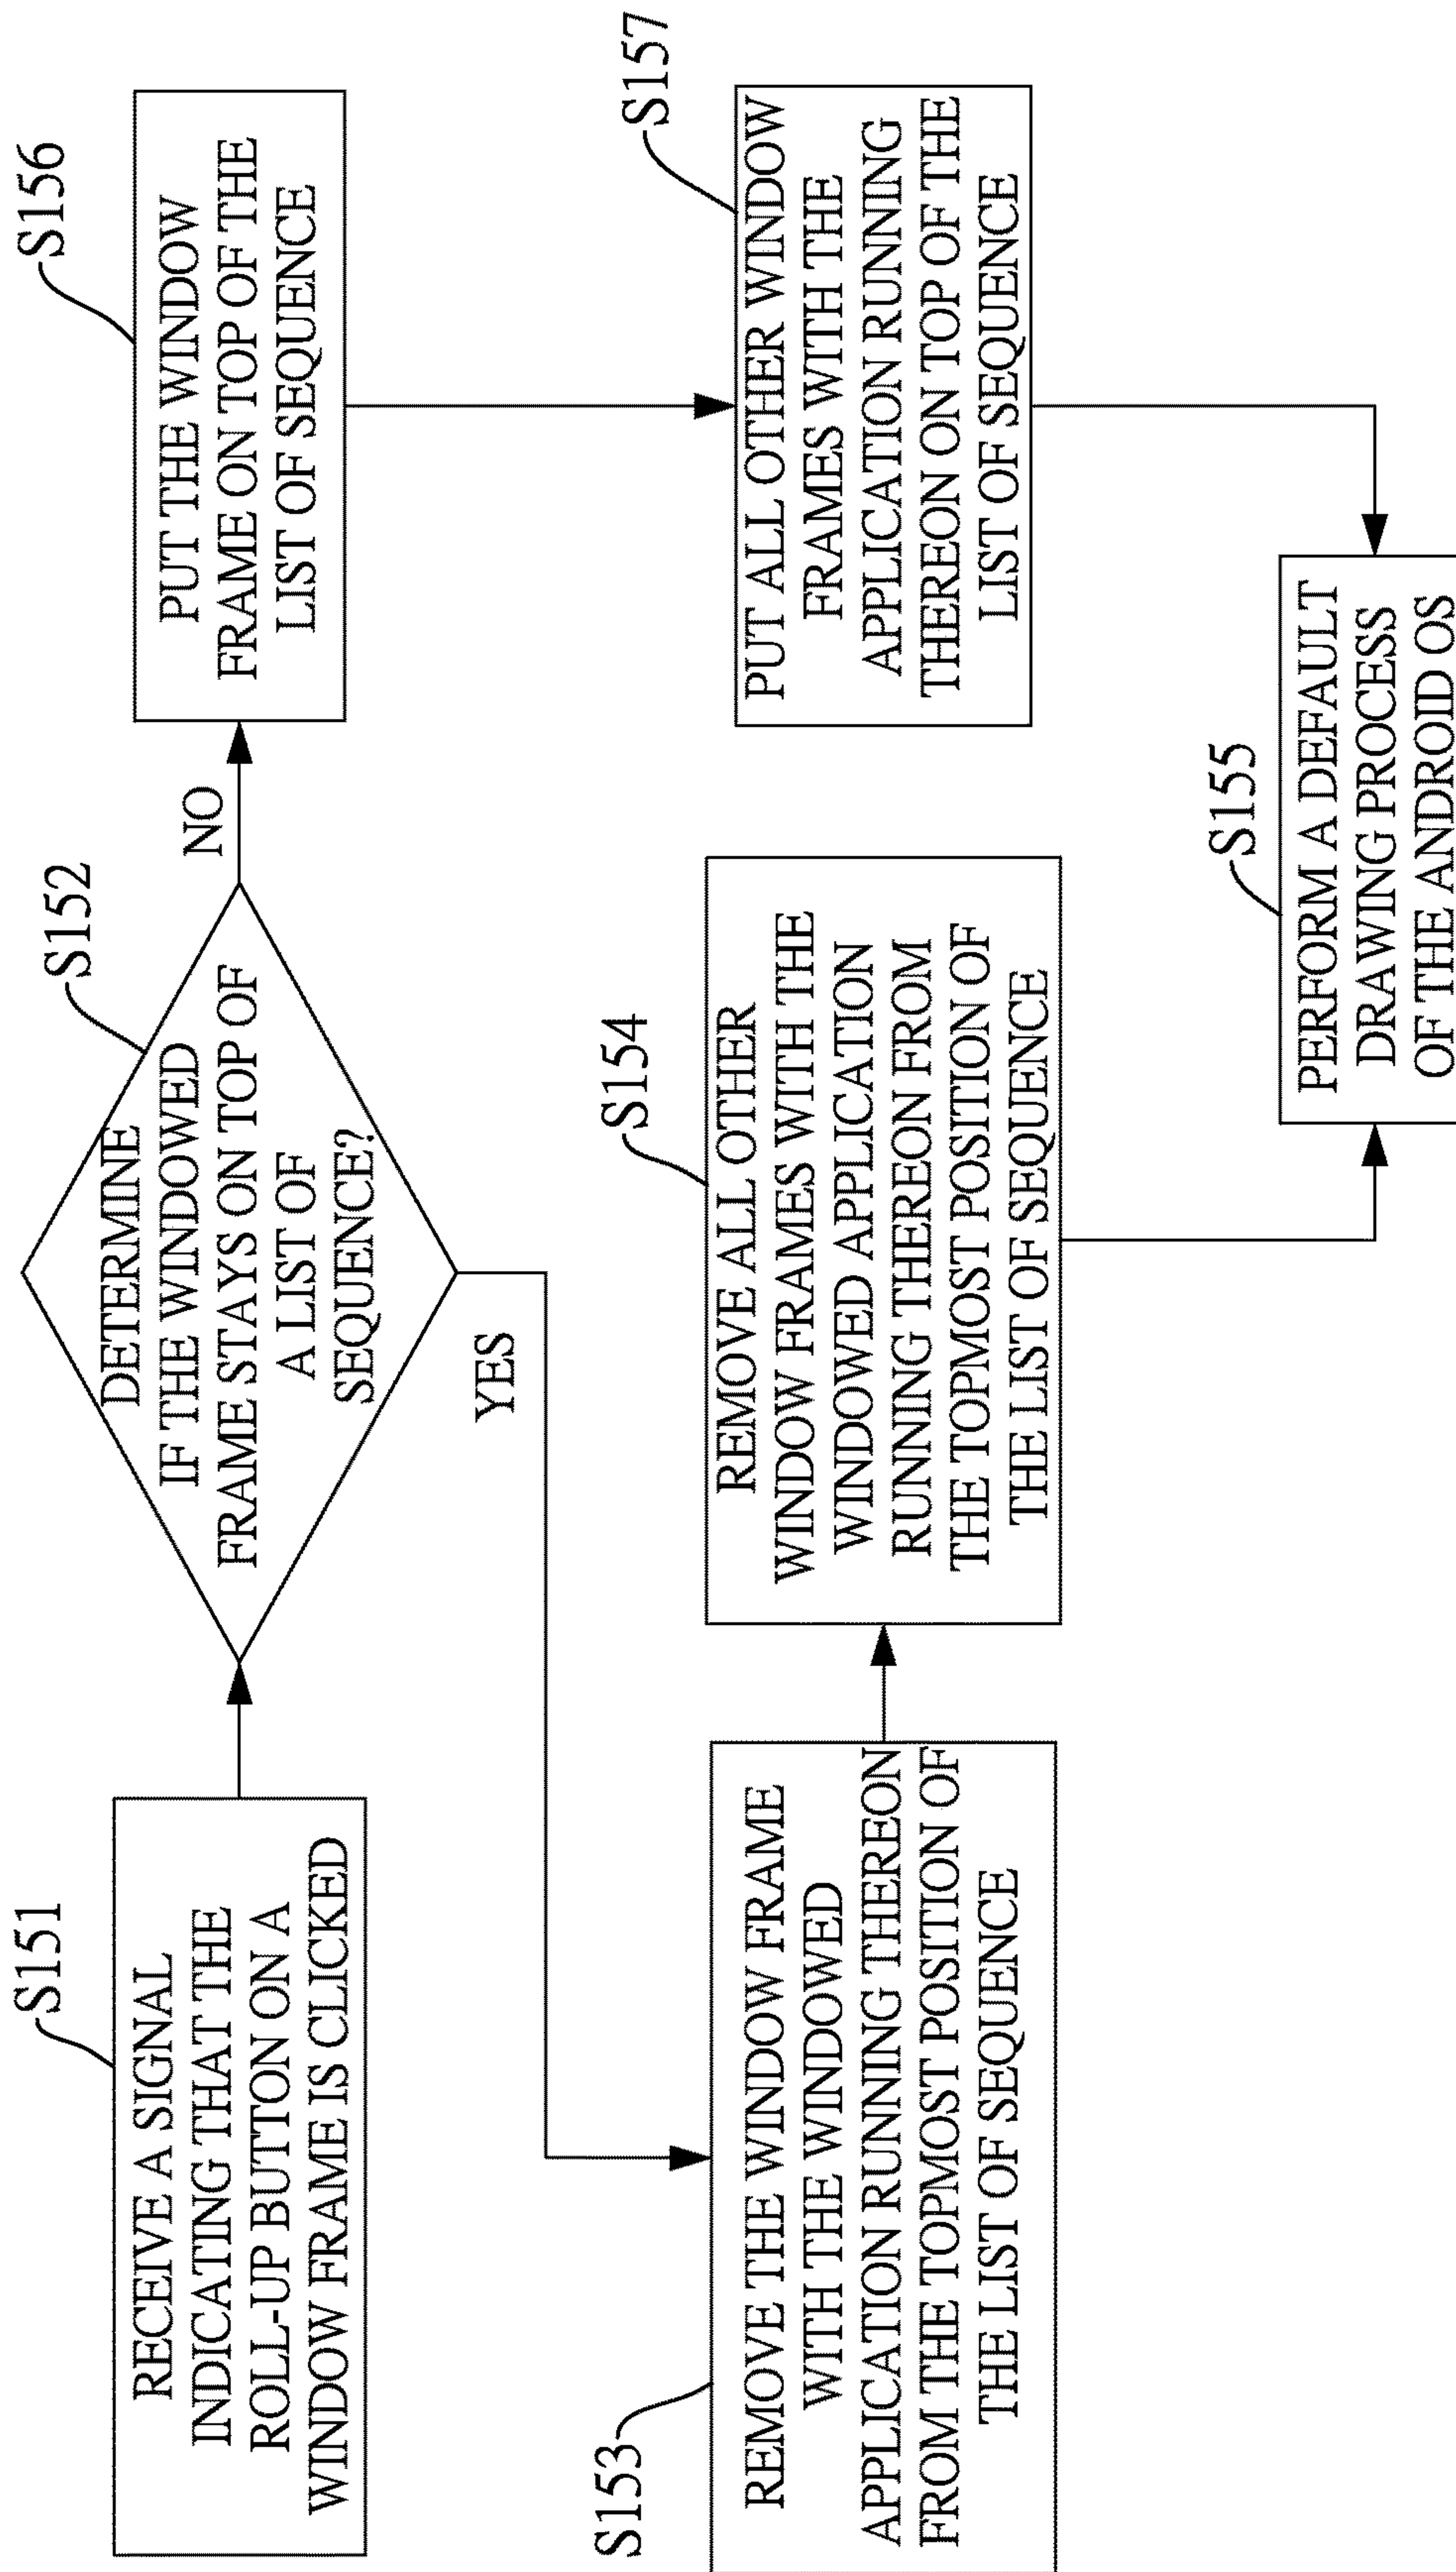 S151
RECEIVE A SIGNAL
INDICATING THAT THE
ROLL-UP BUTTON ON A
WINDOW FRAME IS CLICKED
S152
DETERMINE
IF THE WINDOWED
FRAME STAYS ON TOP OF
A LIST OF
SEQUENCE?
NO
YES
S156
PUT THE WINDOW
FRAME ON TOP OF THE
LIST OF SEQUENCE
S153
REMOVE THE WINDOW FRAME
WITH THE WINDOWED
APPLICATION RUNNING THEREON
FROM THE TOPMOST POSITION OF
THE LIST OF SEQUENCE
S154
REMOVE ALL OTHER
WINDOW FRAMES WITH THE
WINDOWED APPLICATION
RUNNING THEREON FROM
THE TOPMOST POSITION OF
THE LIST OF SEQUENCE
S157
PUT ALL OTHER WINDOW
FRAMES WITH THE
APPLICATION RUNNING
THEREON ON TOP OF THE
LIST OF SEQUENCE
S155
PERFORM A DEFAULT
DRAWING PROCESS
OF THE ANDROID OS